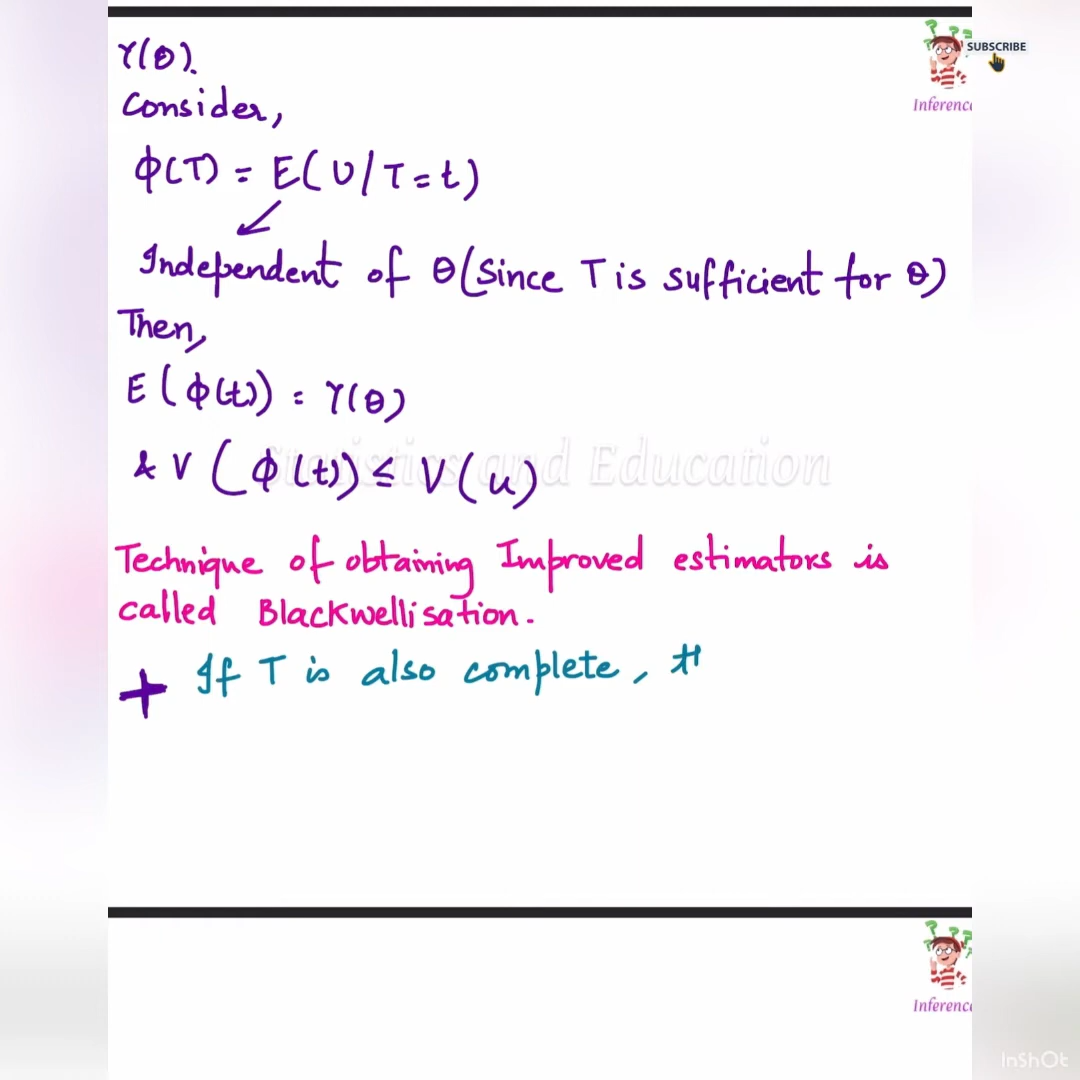 γ(θ).
SUBSCRIBE
Consider,
Inference
φ(T) = E(U/T=t)
Independent of θ(Since T is sufficient for θ)
Then,
E(φ(t)) = γ(θ)
& V(φ(t)) ≤ V(u)
Statistics and Education
Technique of obtaining Improved estimators is
called Blackwellisation.
+ If T is also complete, th
Inference
InShOt